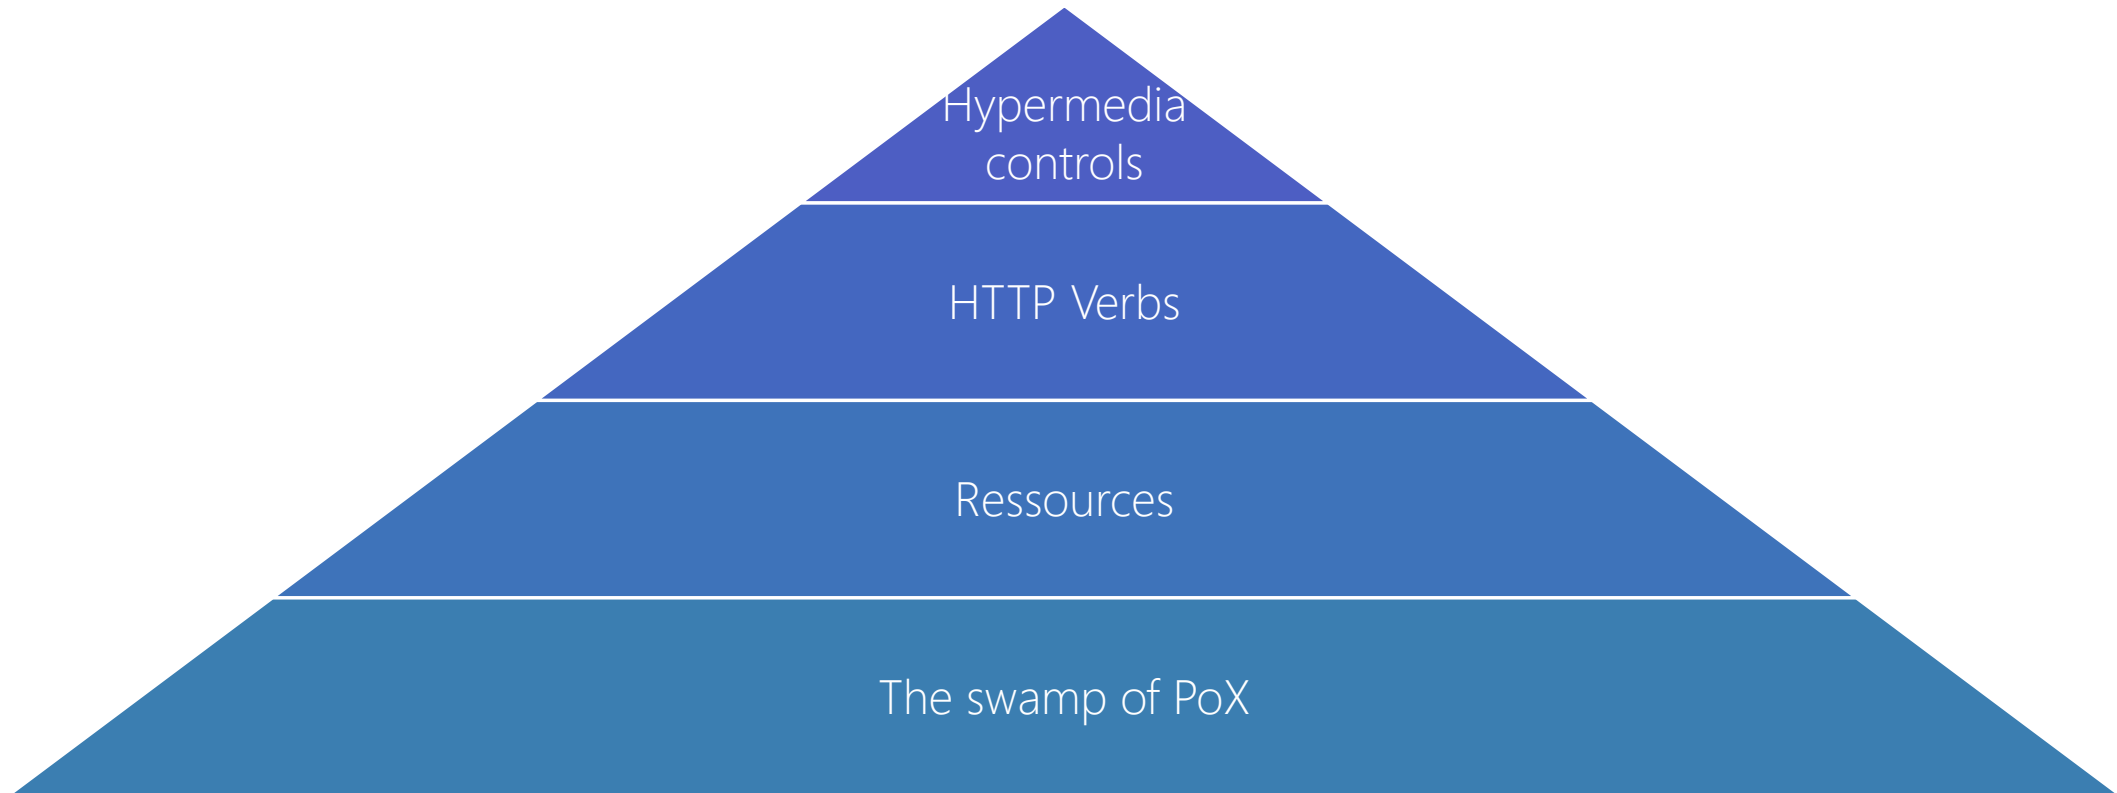 Hypermedia
controls
HTTP Verbs
Ressources
The swamp of PoX